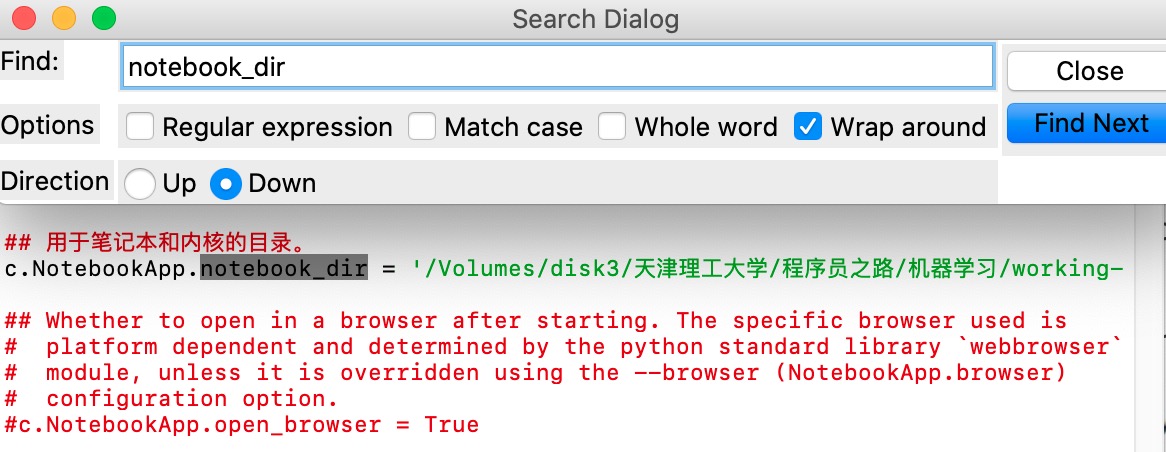 Search Dialog
Find: notebook_dir Close
Options Regular expression Match case Whole word Wrap around Find Next
Direction Up Down
## 用于笔记本和内核的目录。
c.NotebookApp.notebook_dir = '/Volumes/disk3/天津理工大学/程序员之路/机器学习/working-
## Whether to open in a browser after starting. The specific browser used is
#  platform dependent and determined by the python standard library `webbrowser`
#  module, unless it is overridden using the --browser (NotebookApp.browser)
#  configuration option.
#c.NotebookApp.open_browser = True